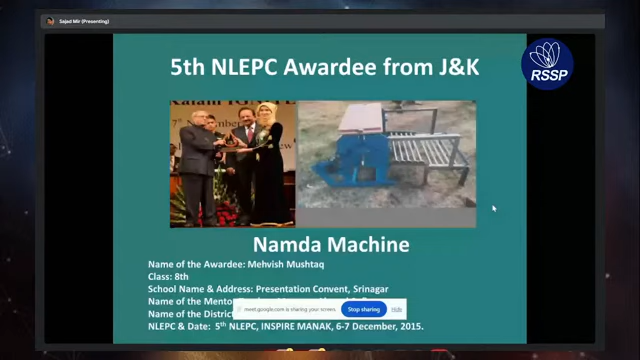 Sajad Mir (Presenting)
5th NLEPC Awardee from J&K
RSSP
Namda Machine
Name of the Awardee: Mehvish Mushtaq
Class: 8th
School Name & Address: Presentation Convent, Srinagar
Name of the Mento
meet.google.com is sharing your screen.
Stop sharing
Hide
Name of the Distri
NLEPC & Date: 5th NLEPC, INSPIRE MANAK, 6-7 December, 2015.